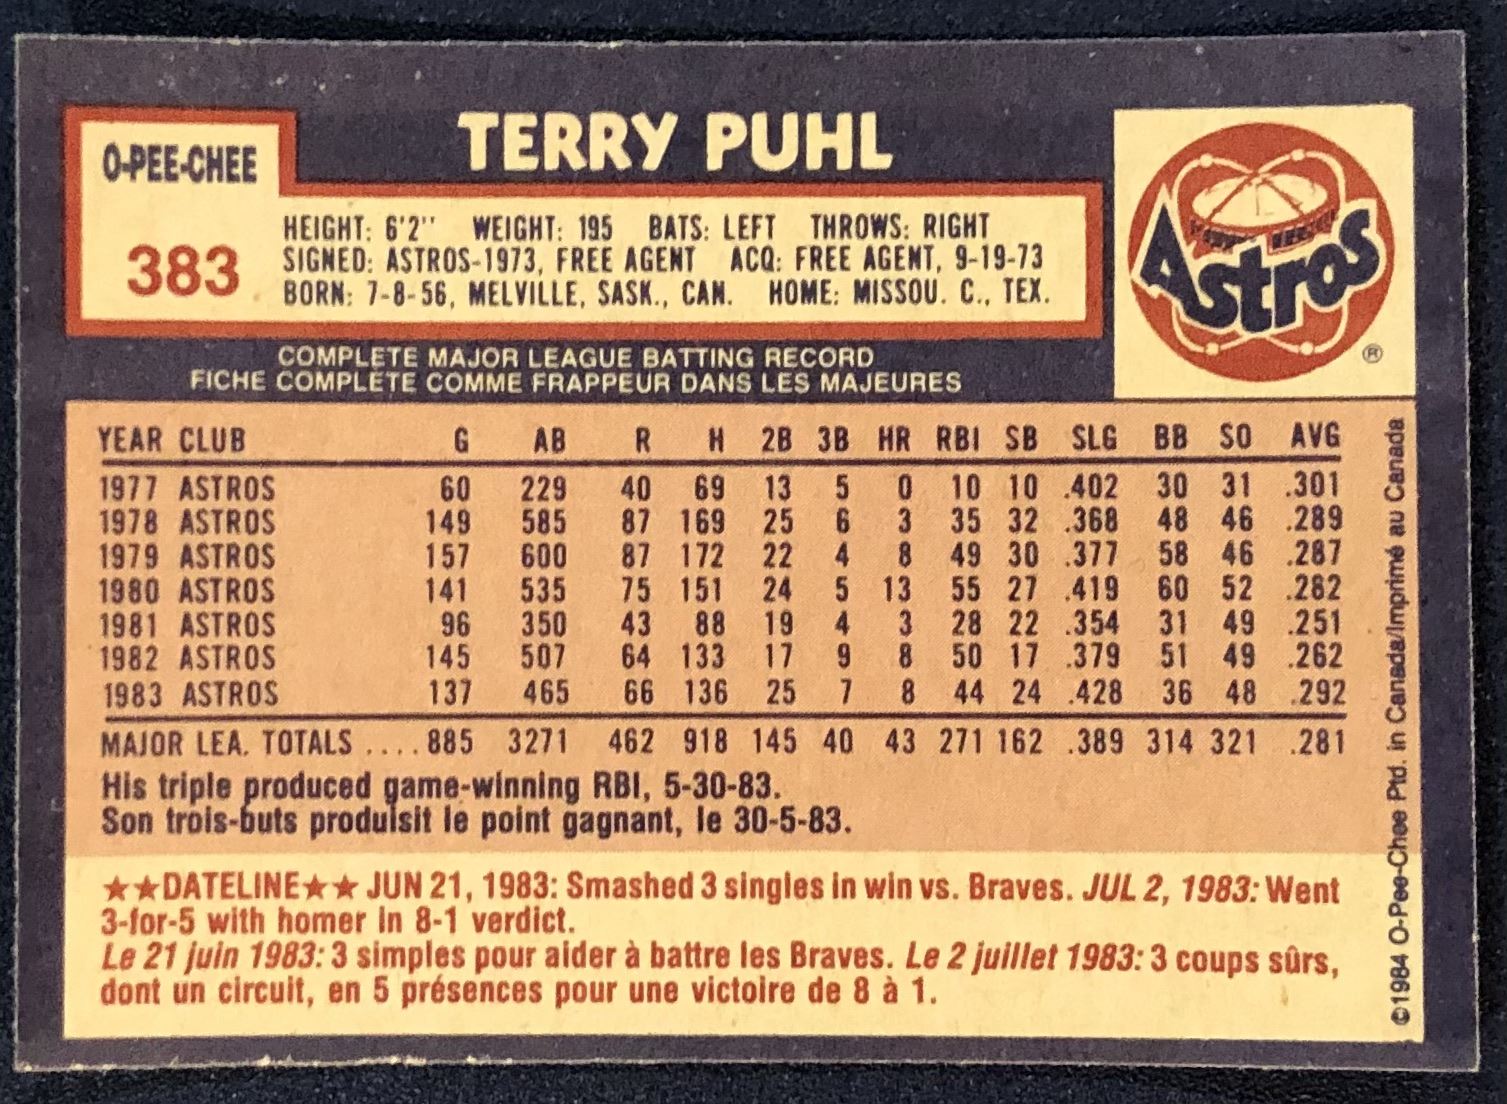 O-PEE-CHEE
383
TERRY PUHL
HEIGHT: 6'2'' WEIGHT: 195 BATS: LEFT THROWS: RIGHT
SIGNED: ASTROS-1973, FREE AGENT ACQ: FREE AGENT, 9-19-73
BORN: 7-8-56, MELVILLE, SASK., CAN. HOME: MISSOU. C., TEX.
Astros
®
COMPLETE MAJOR LEAGUE BATTING RECORD
FICHE COMPLÈTE COMME FRAPPEUR DANS LES MAJEURES
YEAR CLUB G AB R H 2B 3B HR RBI SB SLG BB SO AVG
1977 ASTROS 60 229 40 69 13 5 0 10 10 .402 30 31 .301
1978 ASTROS 149 585 87 169 25 6 3 35 32 .368 48 46 .289
1979 ASTROS 157 600 87 172 22 4 8 49 30 .377 58 46 .287
1980 ASTROS 141 535 75 151 24 5 13 55 27 .419 60 52 .282
1981 ASTROS 96 350 43 88 19 4 3 28 22 .354 31 49 .251
1982 ASTROS 145 507 64 133 17 9 8 50 17 .379 51 49 .262
1983 ASTROS 137 465 66 136 25 7 8 44 24 .428 36 48 .292
MAJOR LEA. TOTALS ....885 3271 462 918 145 40 43 271 162 .389 314 321 .281
His triple produced game-winning RBI, 5-30-83.
Son trois-buts produisit le point gagnant, le 30-5-83.
★★DATELINE★★ JUN 21, 1983: Smashed 3 singles in win vs. Braves. JUL 2, 1983: Went
3-for-5 with homer in 8-1 verdict.
Le 21 juin 1983: 3 simples pour aider à battre les Braves. Le 2 juillet 1983: 3 coups sûrs,
dont un circuit, en 5 présences pour une victoire de 8 à 1.
©1984 O-Pee-Chee Ptd. in Canada/Imprimé au Canada